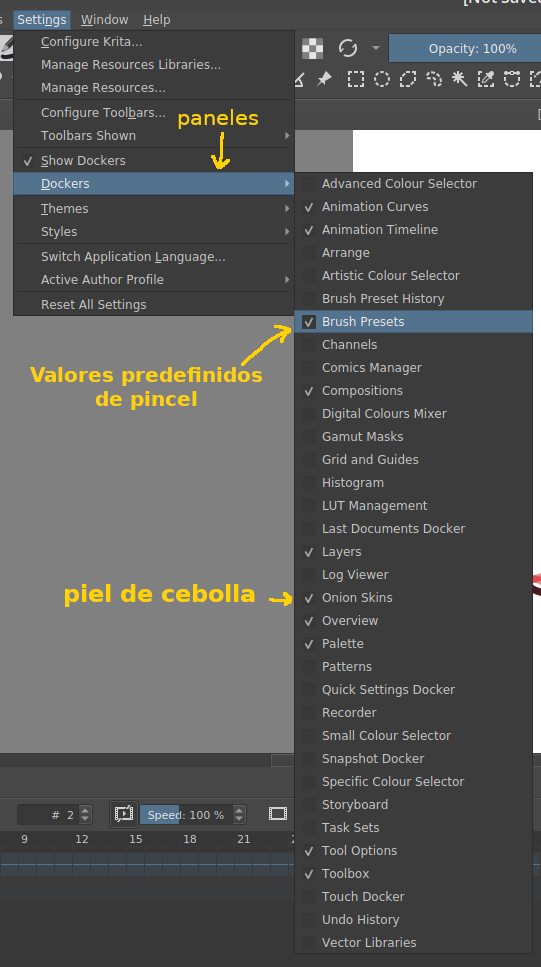 [Not Saved
Settings Window Help
Configure Krita...
Manage Resources Libraries...
Manage Resources...
Configure Toolbars...
Toolbars Shown
Show Dockers
Dockers
Themes
Styles
Switch Application Language...
Active Author Profile
Reset All Settings
Opacity: 100%
paneles
Advanced Colour Selector
Animation Curves
Animation Timeline
Arrange
Artistic Colour Selector
Brush Preset History
Brush Presets
Channels
Comics Manager
Compositions
Digital Colours Mixer
Gamut Masks
Grid and Guides
Histogram
LUT Management
Last Documents Docker
Layers
Log Viewer
Onion Skins
Overview
Palette
Patterns
Quick Settings Docker
Recorder
Small Colour Selector
Snapshot Docker
Specific Colour Selector
Storyboard
Task Sets
Tool Options
Toolbox
Touch Docker
Undo History
Vector Libraries
Valores predefinidos
de pincel
piel de cebolla
# 2
Speed: 100 %
9 12 15 18 21